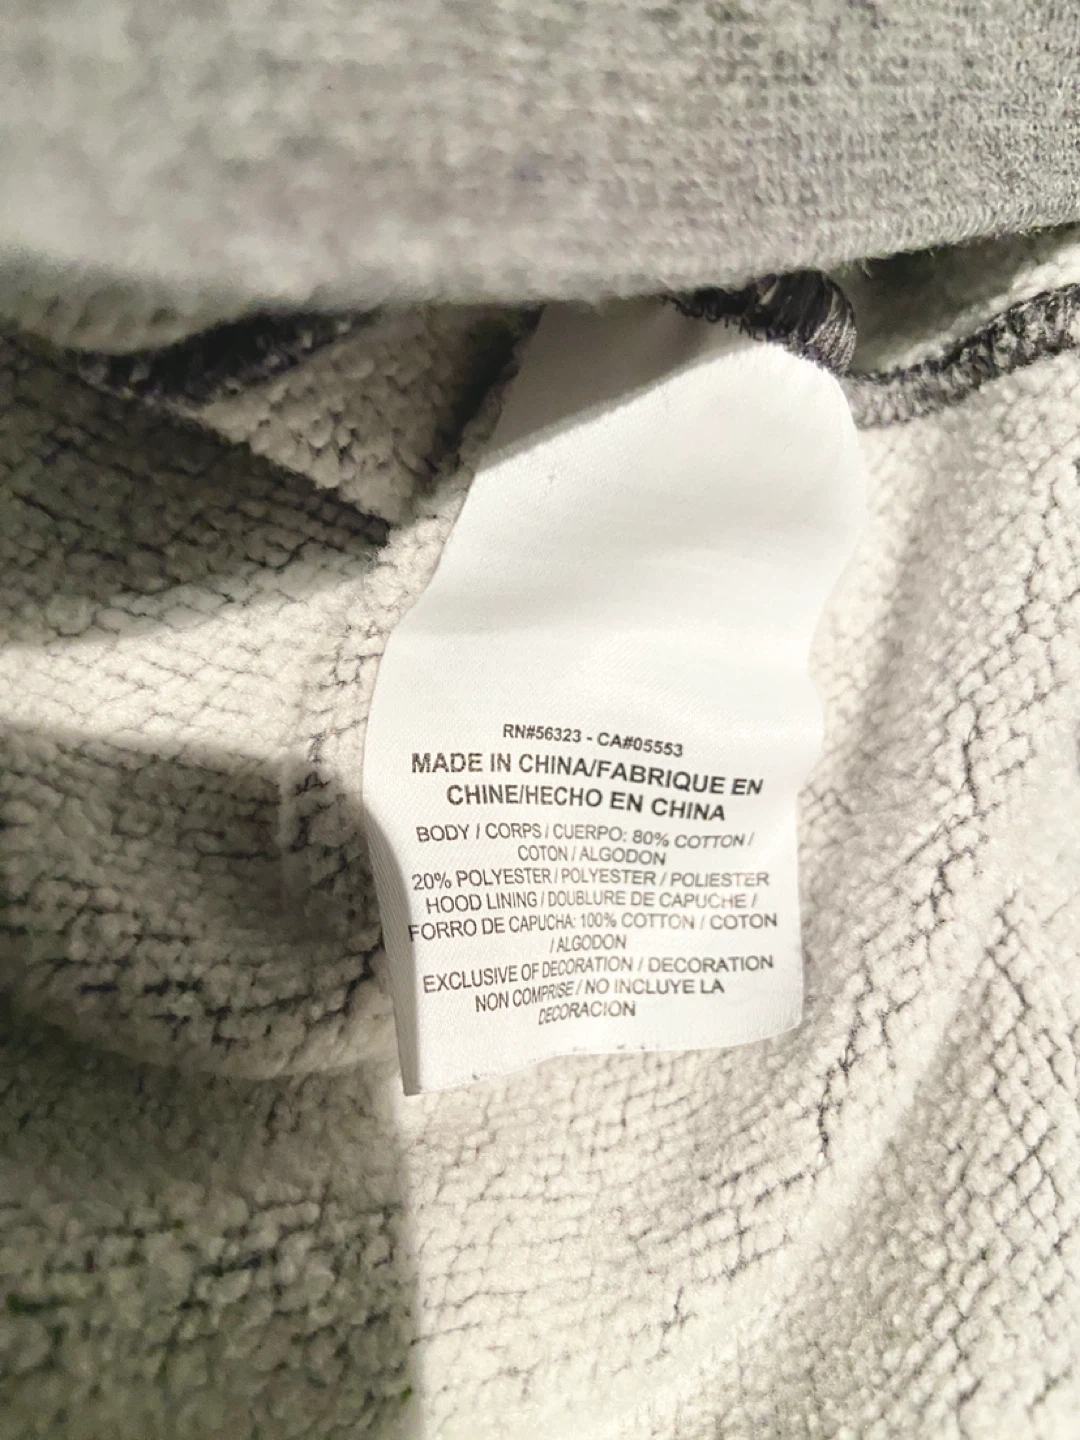 RN#56323 - CA#05553
MADE IN CHINA/FABRIQUE EN
CHINE/HECHO EN CHINA
BODY / CORPS / CUERPO: 80% COTTON /
COTON / ALGODON
20% POLYESTER / POLYESTER / POLIESTER
HOOD LINING / DOUBLURE DE CAPUCHE /
FORRO DE CAPUCHA: 100% COTTON / COTON
/ ALGODON
EXCLUSIVE OF DECORATION / DECORATION
NON COMPRISE / NO INCLUYE LA
DECORACION